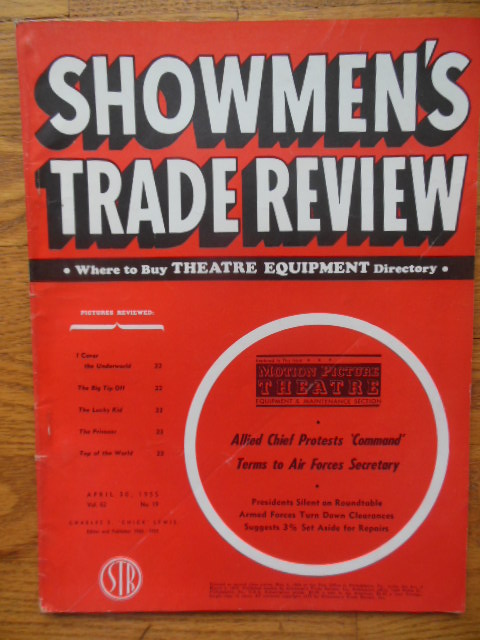 SHOWMEN'S
TRADE REVIEW
• Where to Buy THEATRE EQUIPMENT Directory •
PICTURES REVIEWED:
I Cover
the Underworld 22
The Big Tip Off 22
The Lucky Kid 22
The Prisoner 22
Top of the World 22
APRIL 30, 1955
Vol. 62 No. 19
CHARLES E. "CHICK" LEWIS
MOTION PICTURE
THEATRE
EQUIPMENT & MAINTENANCE SECTION
Allied Chief Protests 'Command'
Terms to Air Forces Secretary
Presidents Silent on Roundtable
Armed Forces Turn Down Clearances
Suggests 3% Set Aside for Repairs
STR